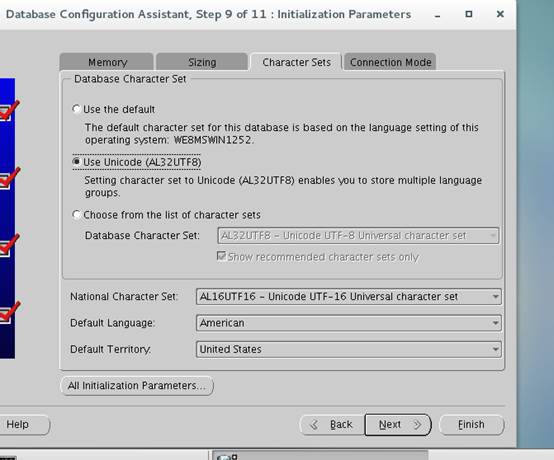 Database Configuration Assistant, Step 9 of 11 : Initialization Parameters
Memory
Sizing
Character Sets
Connection Mode
Database Character Set
Use the default
The default character set for this database is based on the language setting of this
operating system: WE8MSWIN1252.
Use Unicode (AL32UTF8)
Setting character set to Unicode (AL32UTF8) enables you to store multiple language
groups.
Choose from the list of character sets
Database Character Set: AL32UTF8 - Unicode UTF-8 Universal character set
Show recommended character sets only
National Character Set: AL16UTF16 - Unicode UTF-16 Universal character set
Default Language: American
Default Territory: United States
All Initialization Parameters...
Help
Back
Next
Finish